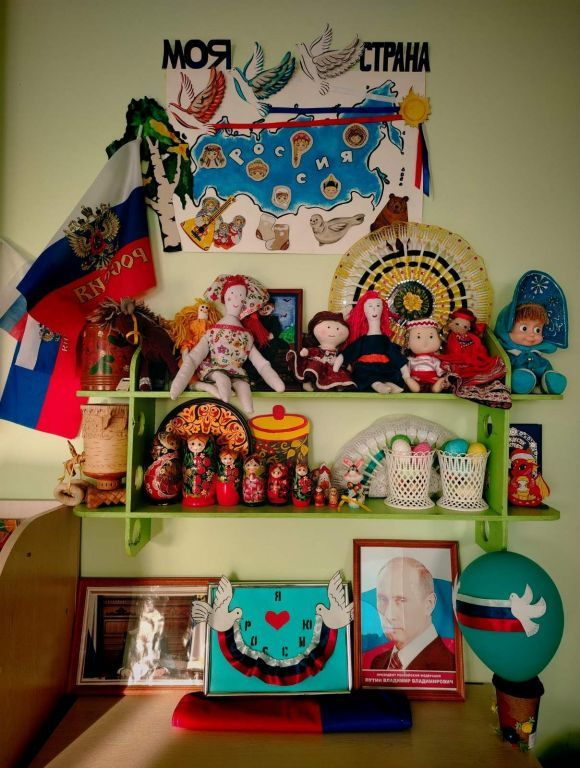 МОЯ СТРАНА
РОССИЯ
РОССИЯ
Я
РОССИЮ
ПРЕЗИДЕНТ РОССИЙСКОЙ ФЕДЕРАЦИИ
ПУТИН ВЛАДИМИР ВЛАДИМИРОВИЧ